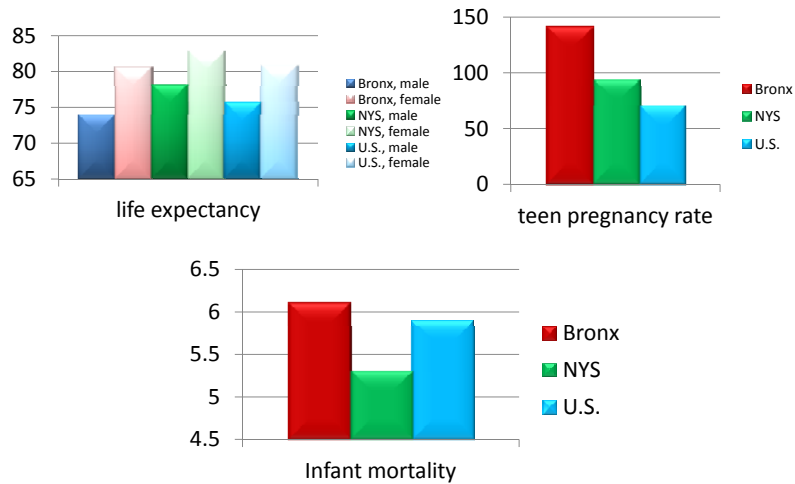 85
80
75
70
65
life expectancy
Bronx, male
Bronx, female
NYS, male
NYS, female
U.S., male
U.S., female
150
100
50
0
teen pregnancy rate
Bronx
NYS
U.S.
6.5
6
5.5
5
4.5
Infant mortality
Bronx
NYS
U.S.